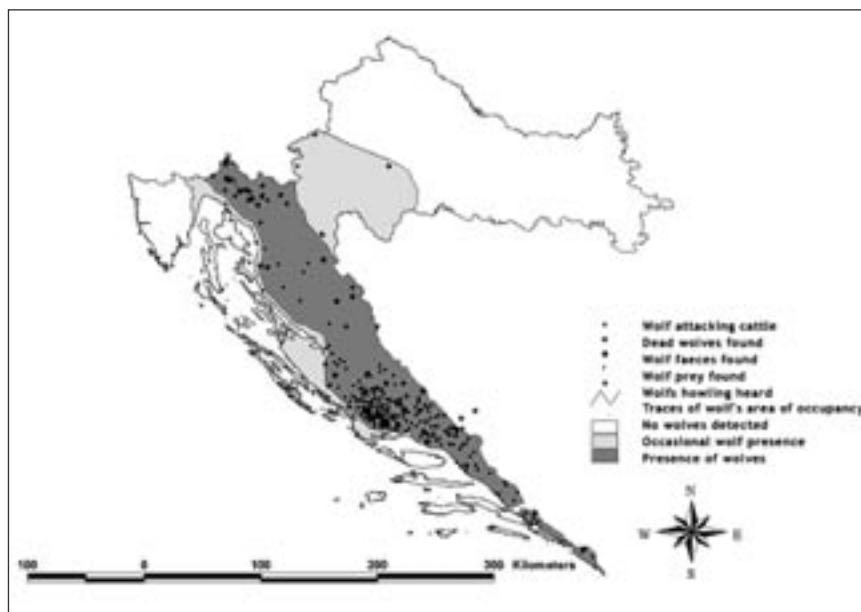 Wolf attacking cattle
Dead wolves found
Wolf faeces found
Wolf prey found
Wolfs howling heard
Traces of wolf's area of occupancy
No wolves detected
Occasional wolf presence
Presence of wolves
N
W E
S
100 0 100 200 300 Kilometers